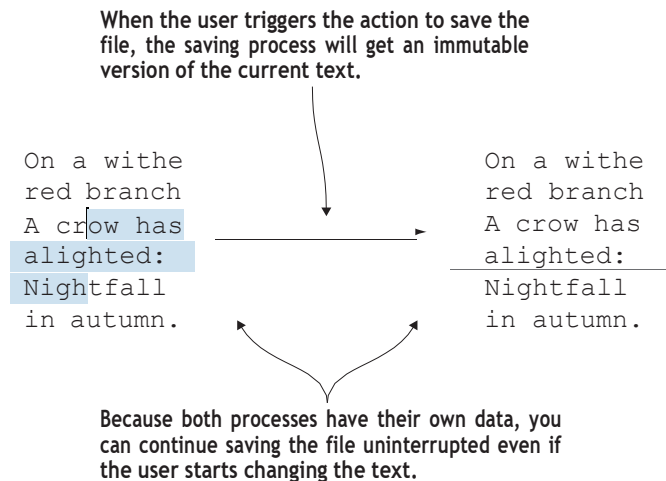 When the user triggers the action to save the
file, the saving process will get an immutable
version of the current text.
On a withe
red branch
A crow has
alighted:
Nightfall
in autumn.
On a withe
red branch
A crow has
alighted:
Nightfall
in autumn.
Because both processes have their own data, you
can continue saving the file uninterrupted even if
the user starts changing the text.